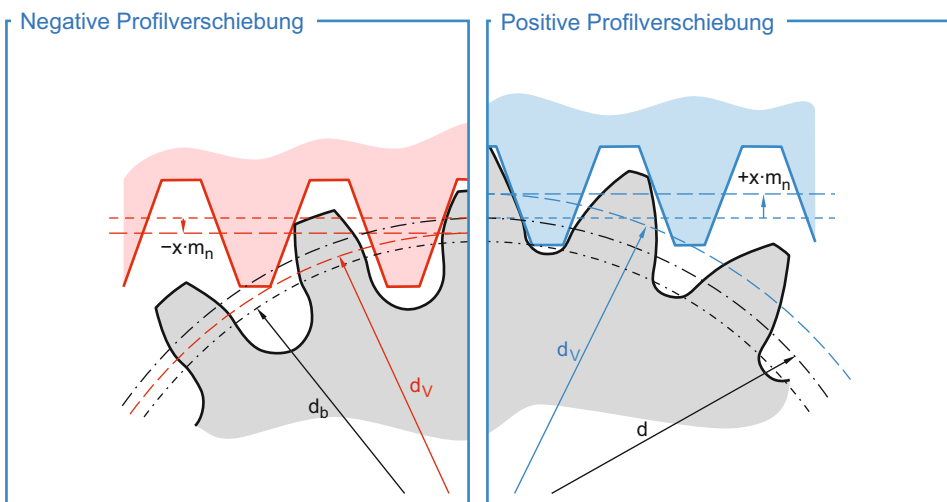 Negative Profilverschiebung
Positive Profilverschiebung
–x·mn
+x·mn
db
dV
dV
d